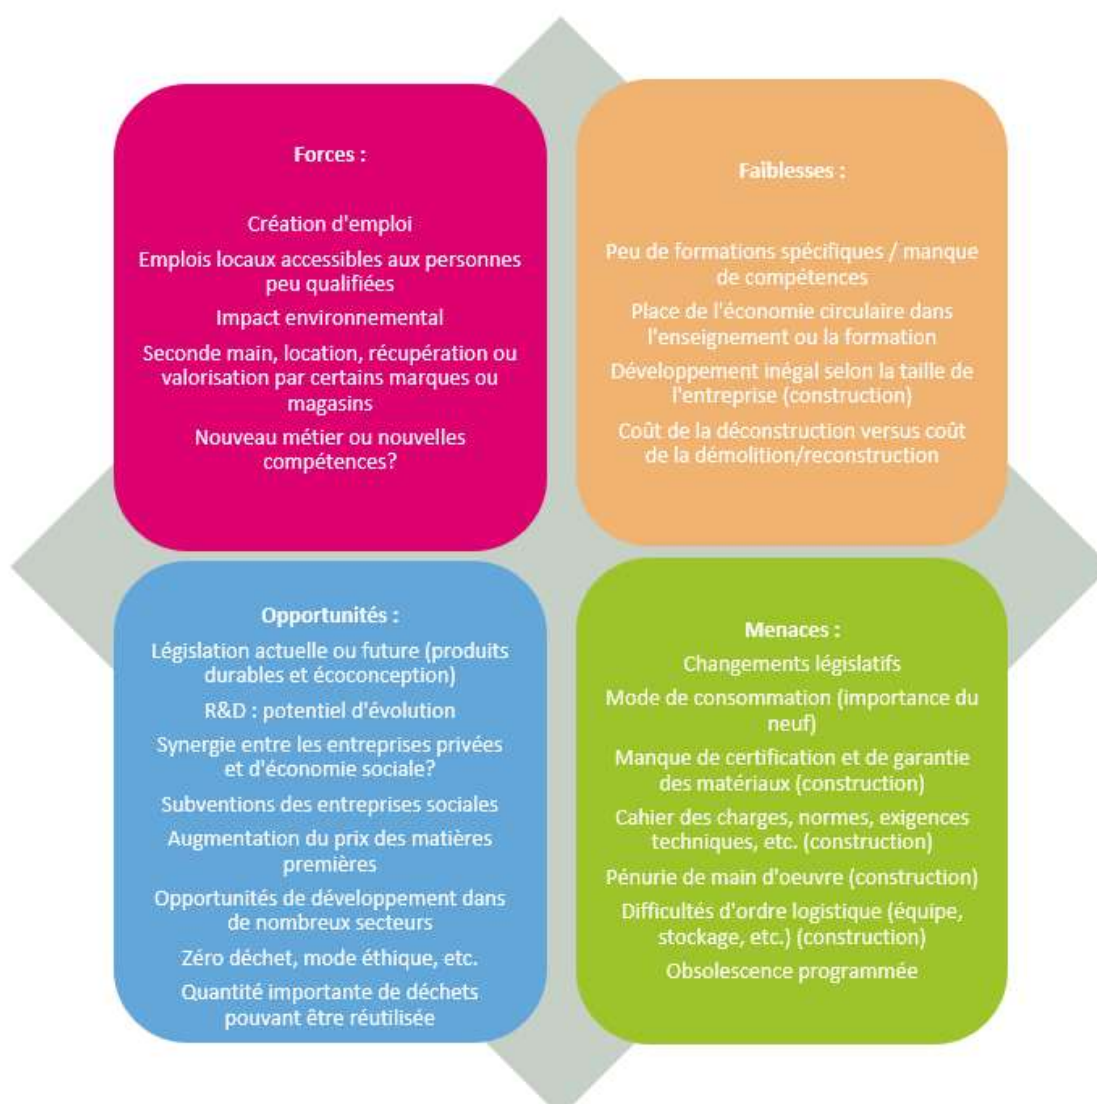 Forces :
Création d'emploi
Emplois locaux accessibles aux personnes
peu qualifiées
Impact environnemental
Seconde main, location, récupération ou
valorisation par certains marques ou
magasins
Nouveau métier ou nouvelles
compétences?
Faiblesses :
Peu de formations spécifiques / manque
de compétences
Place de l'économie circulaire dans
l'enseignement ou la formation
Développement inégal selon la taille de
l'entreprise (construction)
Coût de la déconstruction versus coût
de la démolition/reconstruction
Opportunités :
Législation actuelle ou future (produits
durables et écoconception)
R&D : potentiel d'évolution
Synergie entre les entreprises privées
et d'économie sociale?
Subventions des entreprises sociales
Augmentation du prix des matières
premières
Opportunités de développement dans
de nombreux secteurs
Zéro déchet, mode éthique, etc.
Quantité importante de déchets
pouvant être réutilisée
Menaces :
Changements législatifs
Mode de consommation (importance du
neuf)
Manque de certification et de garantie
des matériaux (construction)
Cahier des charges, normes, exigences
techniques, etc. (construction)
Pénurie de main d'oeuvre (construction)
Difficultés d'ordre logistique (équipe,
stockage, etc.) (construction)
Obsolescence programmée